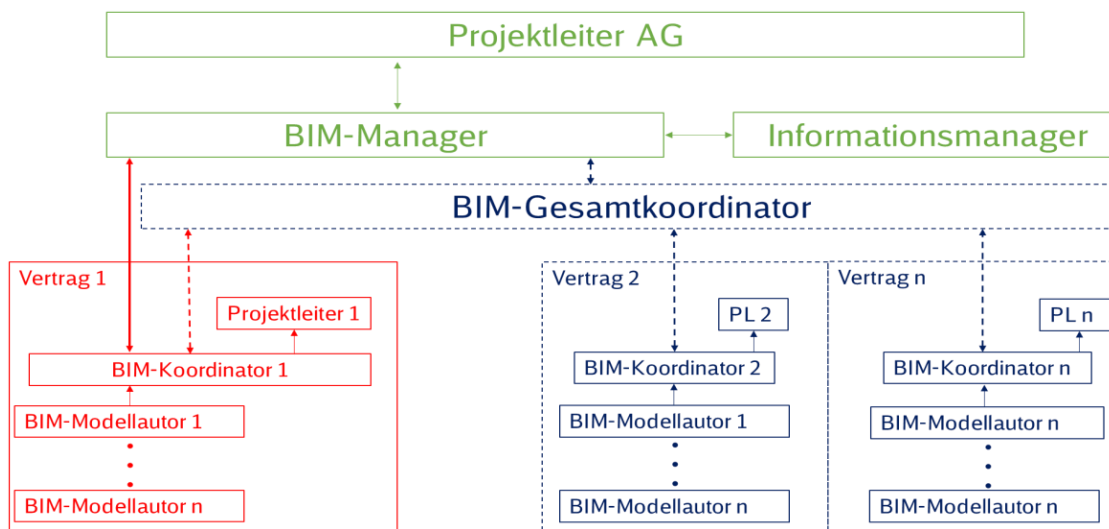 Projektleiter AG
BIM-Manager
Informationsmanager
BIM-Gesamtkoordinator
Vertrag 1
Projektleiter 1
BIM-Koordinator 1
BIM-Modellautor 1
BIM-Modellautor n
Vertrag 2
PL 2
BIM-Koordinator 2
BIM-Modellautor 1
BIM-Modellautor n
Vertrag n
PL n
BIM-Koordinator n
BIM-Modellautor n
BIM-Modellautor n